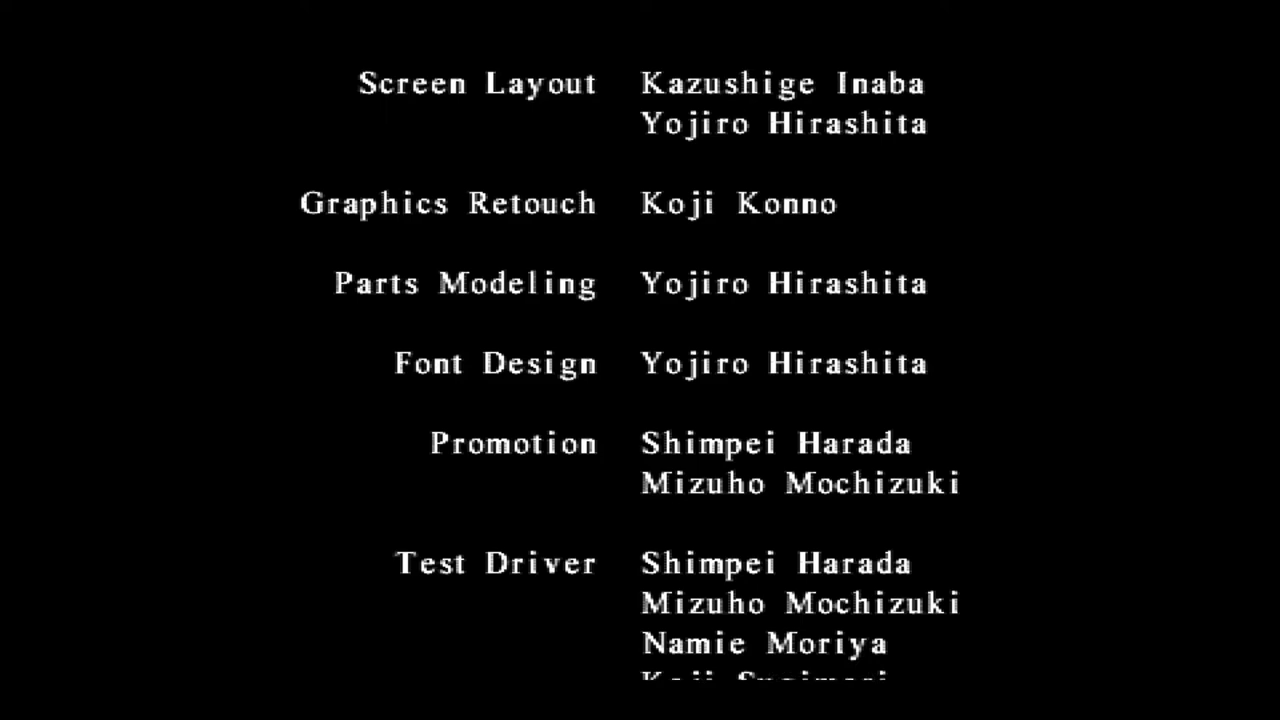 Screen Layout Kazushige Inaba
Yojiro Hirashita
Graphics Retouch Koji Konno
Parts Modeling Yojiro Hirashita
Font Design Yojiro Hirashita
Promotion Shimpei Harada
Mizuho Mochizuki
Test Driver Shimpei Harada
Mizuho Mochizuki
Namie Moriya
Koji